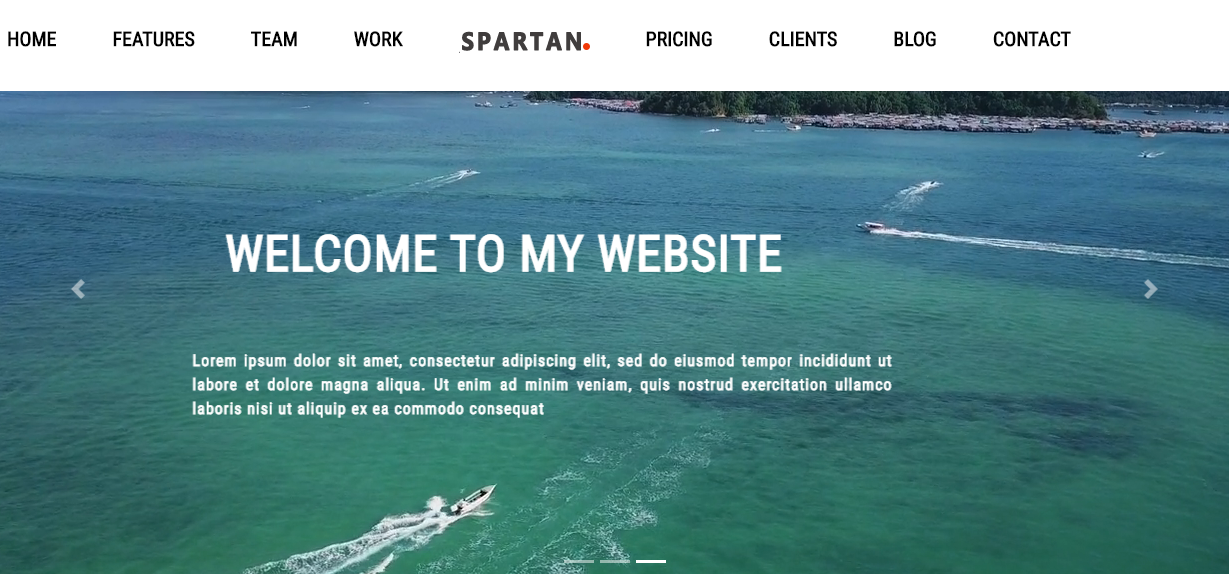 HOME FEATURES TEAM WORK SPARTAN. PRICING CLIENTS BLOG CONTACT
WELCOME TO MY WEBSITE
Lorem ipsum dolor sit amet, consectetur adipiscing elit, sed do eiusmod tempor incididunt ut
labore et dolore magna aliqua. Ut enim ad minim veniam, quis nostrud exercitation ullamco
laboris nisi ut aliquip ex ea commodo consequat